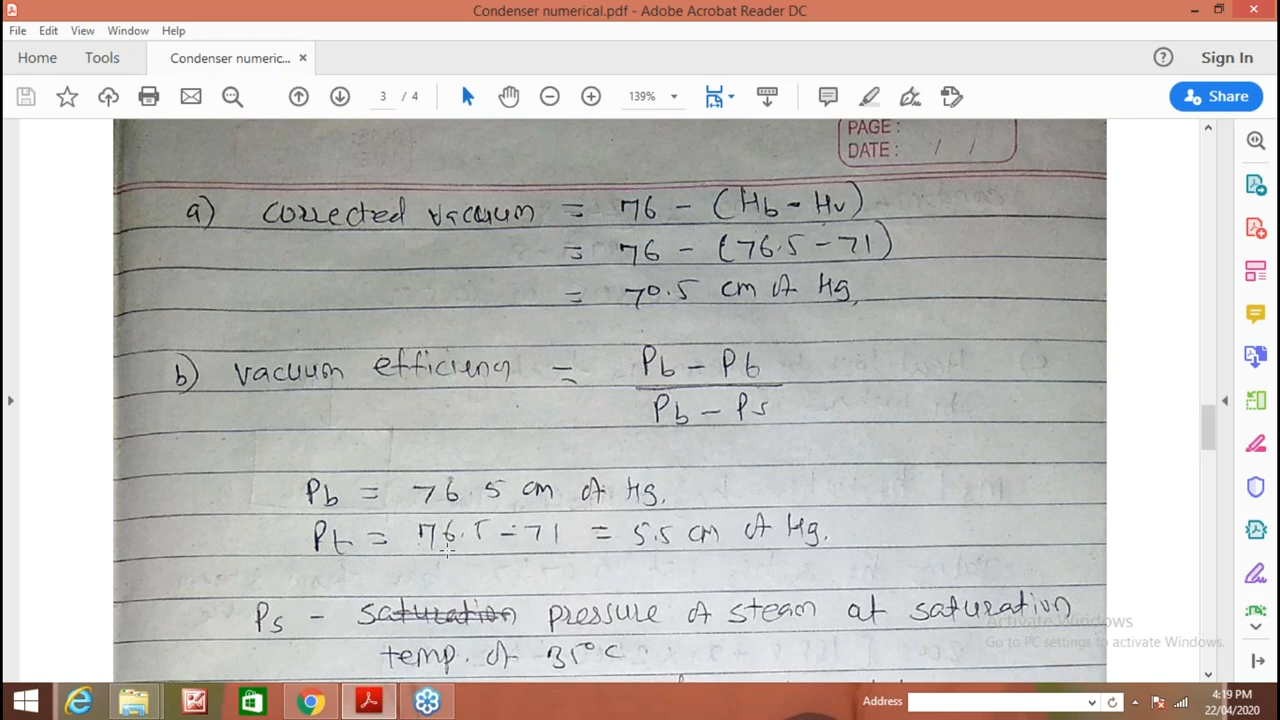 Condenser numerical.pdf - Adobe Acrobat Reader DC
File Edit View Window Help
Home Tools Condenser numeric... × Sign In
3 / 4 139% Share
PAGE :
DATE : / /
a) corrected vacuum = 76 - (Hb - Hv)
= 76 - (76.5 - 71)
= 70.5 cm of Hg,
b) vacuum efficiency = Pb - Pt
Pb - Ps
Pb = 76.5 cm of Hg.
Pt = 76.5 - 71 = 5.5 cm of Hg.
Ps - saturation pressure of steam at saturation
temp. of 35°C
Activate Windows
Go to PC settings to activate Windows.
Address
4:19 PM
22/04/2020